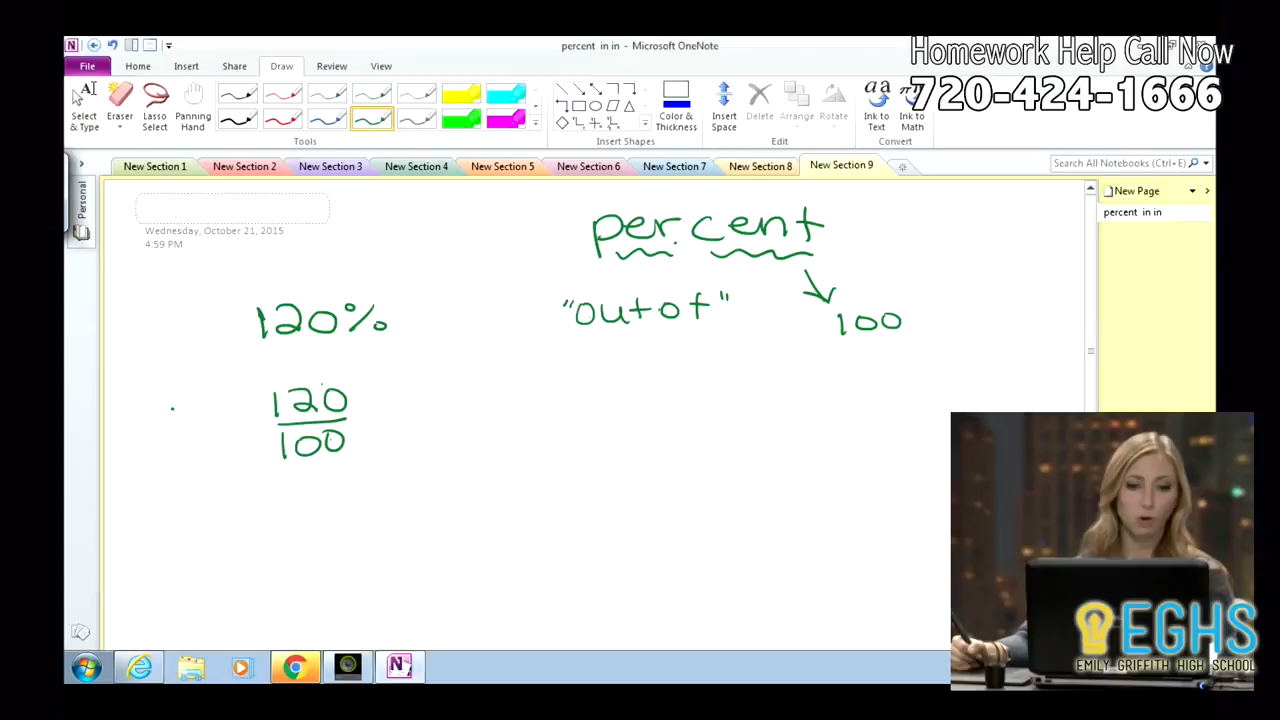 percent in in - Microsoft OneNote
Homework Help Call Now
720-424-1666
File Home Insert Share Draw Review View
Select & Type
Eraser
Lasso Select
Panning Hand
Color & Thickness
Insert Space
Delete
Arrange
Rotate
Ink to Text
Ink to Math
Tools
Insert Shapes
Edit
Convert
New Section 1 New Section 2 New Section 3 New Section 4 New Section 5 New Section 6 New Section 7 New Section 8 New Section 9
Search All Notebooks (Ctrl+E)
Personal
New Page
percent in in
Wednesday, October 21, 2015
4:59 PM
percent
120%
"out of"
100
120
100
EGHS
EMILY GRIFFITH HIGH SCHOOL